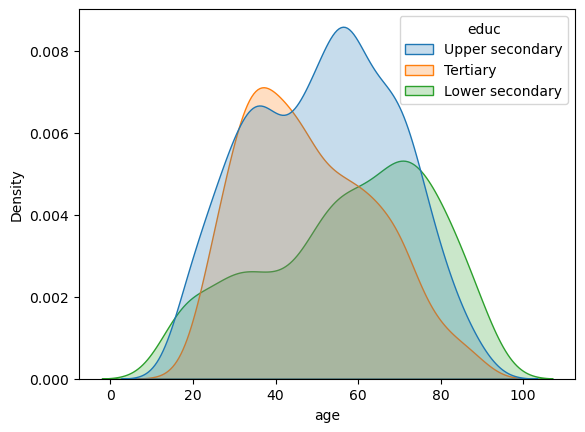 educ
Upper secondary
Tertiary
Lower secondary
0.008
0.006
0.004
0.002
0.000
Density
0 20 40 60 80 100
age